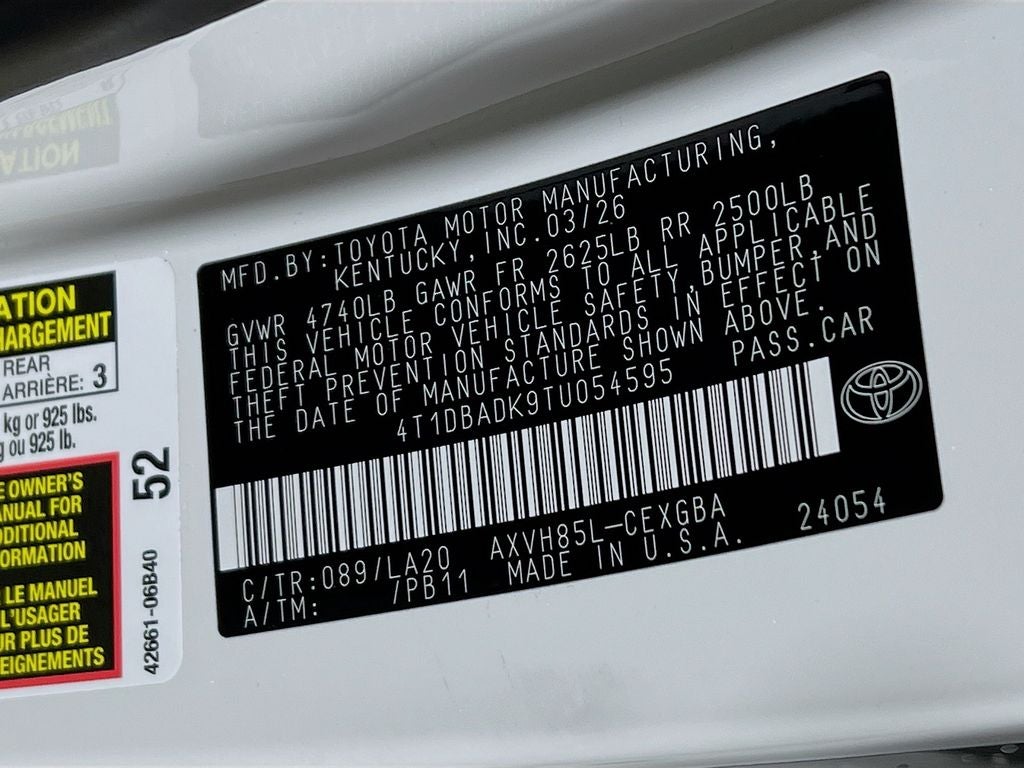 MFD.BY:TOYOTA MOTOR MANUFACTURING,
KENTUCKY,INC.03/26
GVWR 4740LB GAWR FR 2625LB RR 2500LB
THIS VEHICLE CONFORMS TO ALL APPLICABLE
FEDERAL MOTOR VEHICLE SAFETY,BUMPER,AND
THEFT PREVENTION STANDARDS IN EFFECT ON
THE DATE OF MANUFACTURE SHOWN ABOVE.
4T1DBADK9TU054595 PASS.CAR
C/TR:089/LA20 AXVH85L-CEXGBA 24054
A/TM: /PB11 MADE IN U.S.A.
ATION
HARGEMENT
REAR
ARRIÈRE: 3
kg or 925 lbs.
ou 925 lb.
OWNER'S
ANUAL FOR
DDITIONAL
ORMATION
LE MANUEL
L'USAGER
UR PLUS DE
EIGNEMENTS
52
42661-06B40